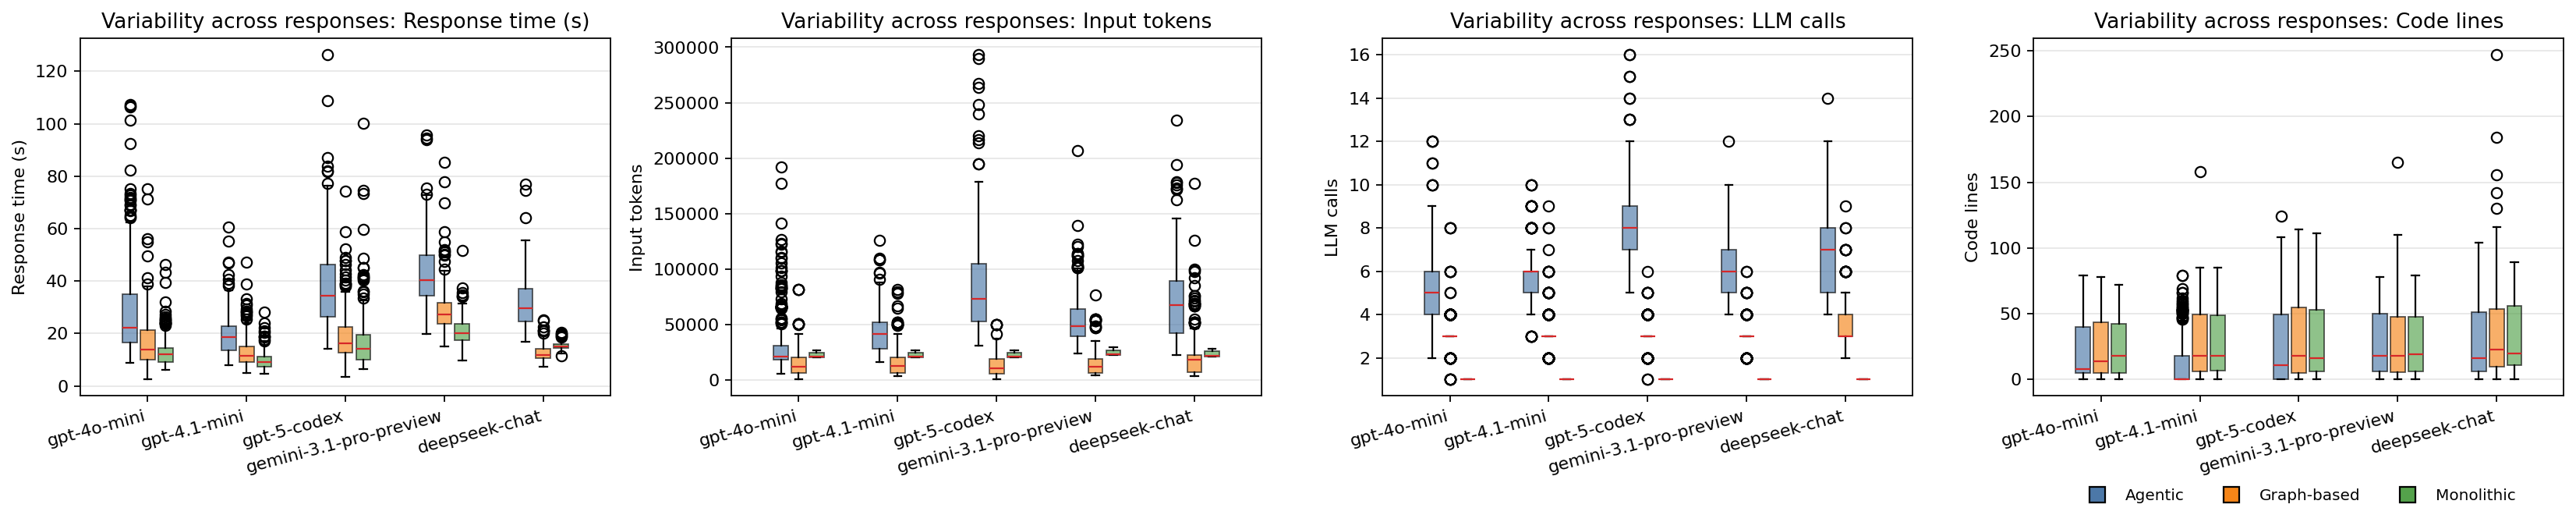 Variability across responses: Response time (s)
Response time (s)
120
100
80
60
40
20
0
gpt-4o-mini
gpt-4.1-mini
gpt-5-codex
gemini-3.1-pro-preview
deepseek-chat
Variability across responses: Input tokens
Input tokens
300000
250000
200000
150000
100000
50000
0
gpt-4o-mini
gpt-4.1-mini
gpt-5-codex
gemini-3.1-pro-preview
deepseek-chat
Variability across responses: LLM calls
LLM calls
16
14
12
10
8
6
4
2
gpt-4o-mini
gpt-4.1-mini
gpt-5-codex
gemini-3.1-pro-preview
deepseek-chat
Variability across responses: Code lines
Code lines
250
200
150
100
50
0
gpt-4o-mini
gpt-4.1-mini
gpt-5-codex
gemini-3.1-pro-preview
deepseek-chat
Agentic
Graph-based
Monolithic